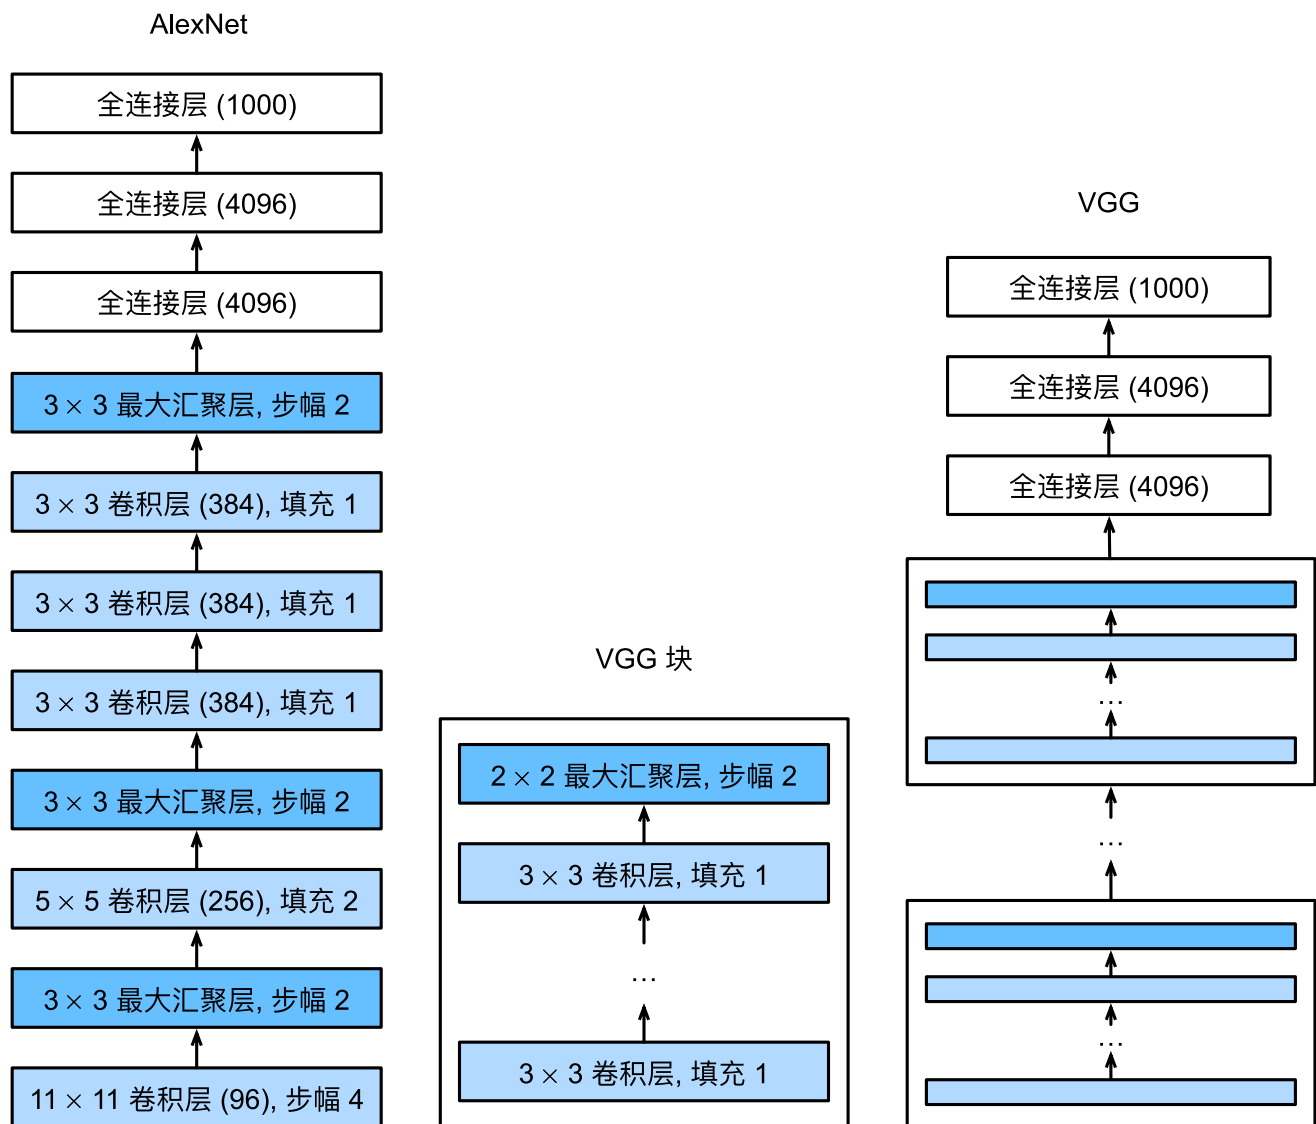 AlexNet
全连接层 (1000)
全连接层 (4096)
全连接层 (4096)
3 × 3 最大汇聚层, 步幅 2
3 × 3 卷积层 (384), 填充 1
3 × 3 卷积层 (384), 填充 1
3 × 3 卷积层 (384), 填充 1
3 × 3 最大汇聚层, 步幅 2
5 × 5 卷积层 (256), 填充 2
3 × 3 最大汇聚层, 步幅 2
11 × 11 卷积层 (96), 步幅 4
VGG 块
2 × 2 最大汇聚层, 步幅 2
3 × 3 卷积层, 填充 1
...
3 × 3 卷积层, 填充 1
VGG
全连接层 (1000)
全连接层 (4096)
全连接层 (4096)
...
...
...